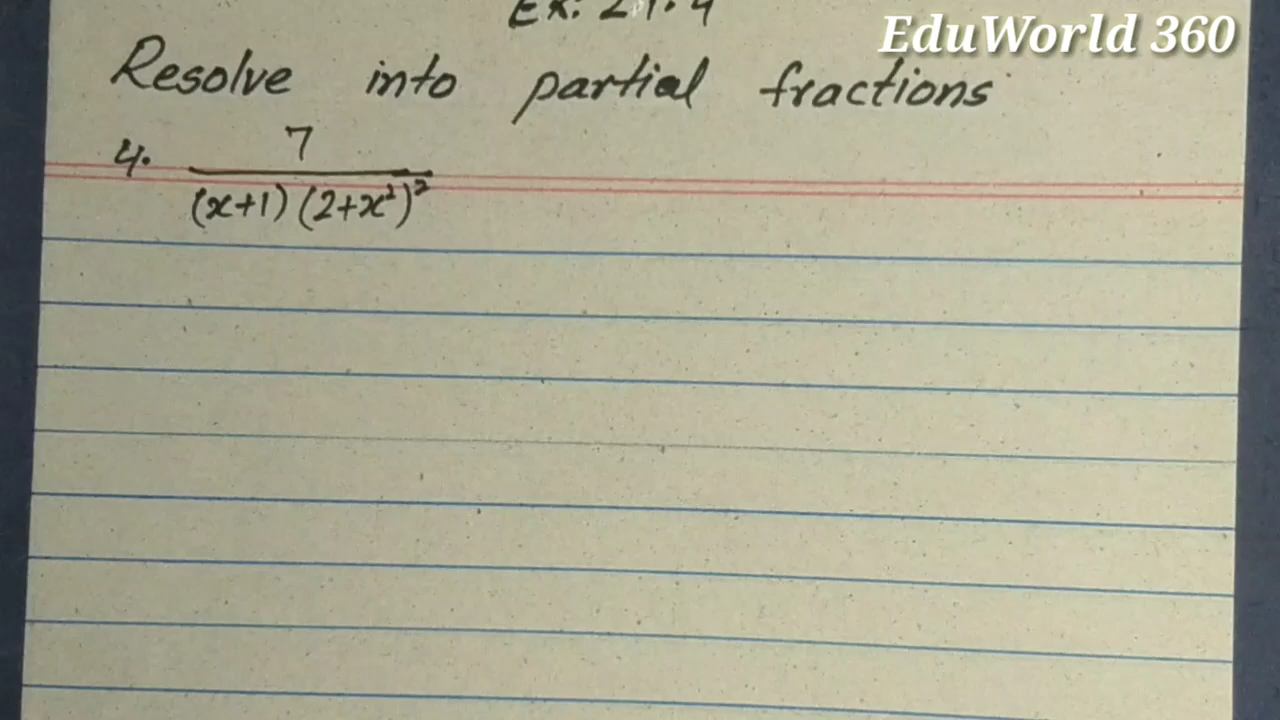 EduWorld 360
Resolve into partial fractions
4. 7
(x+1) (2+x²)²